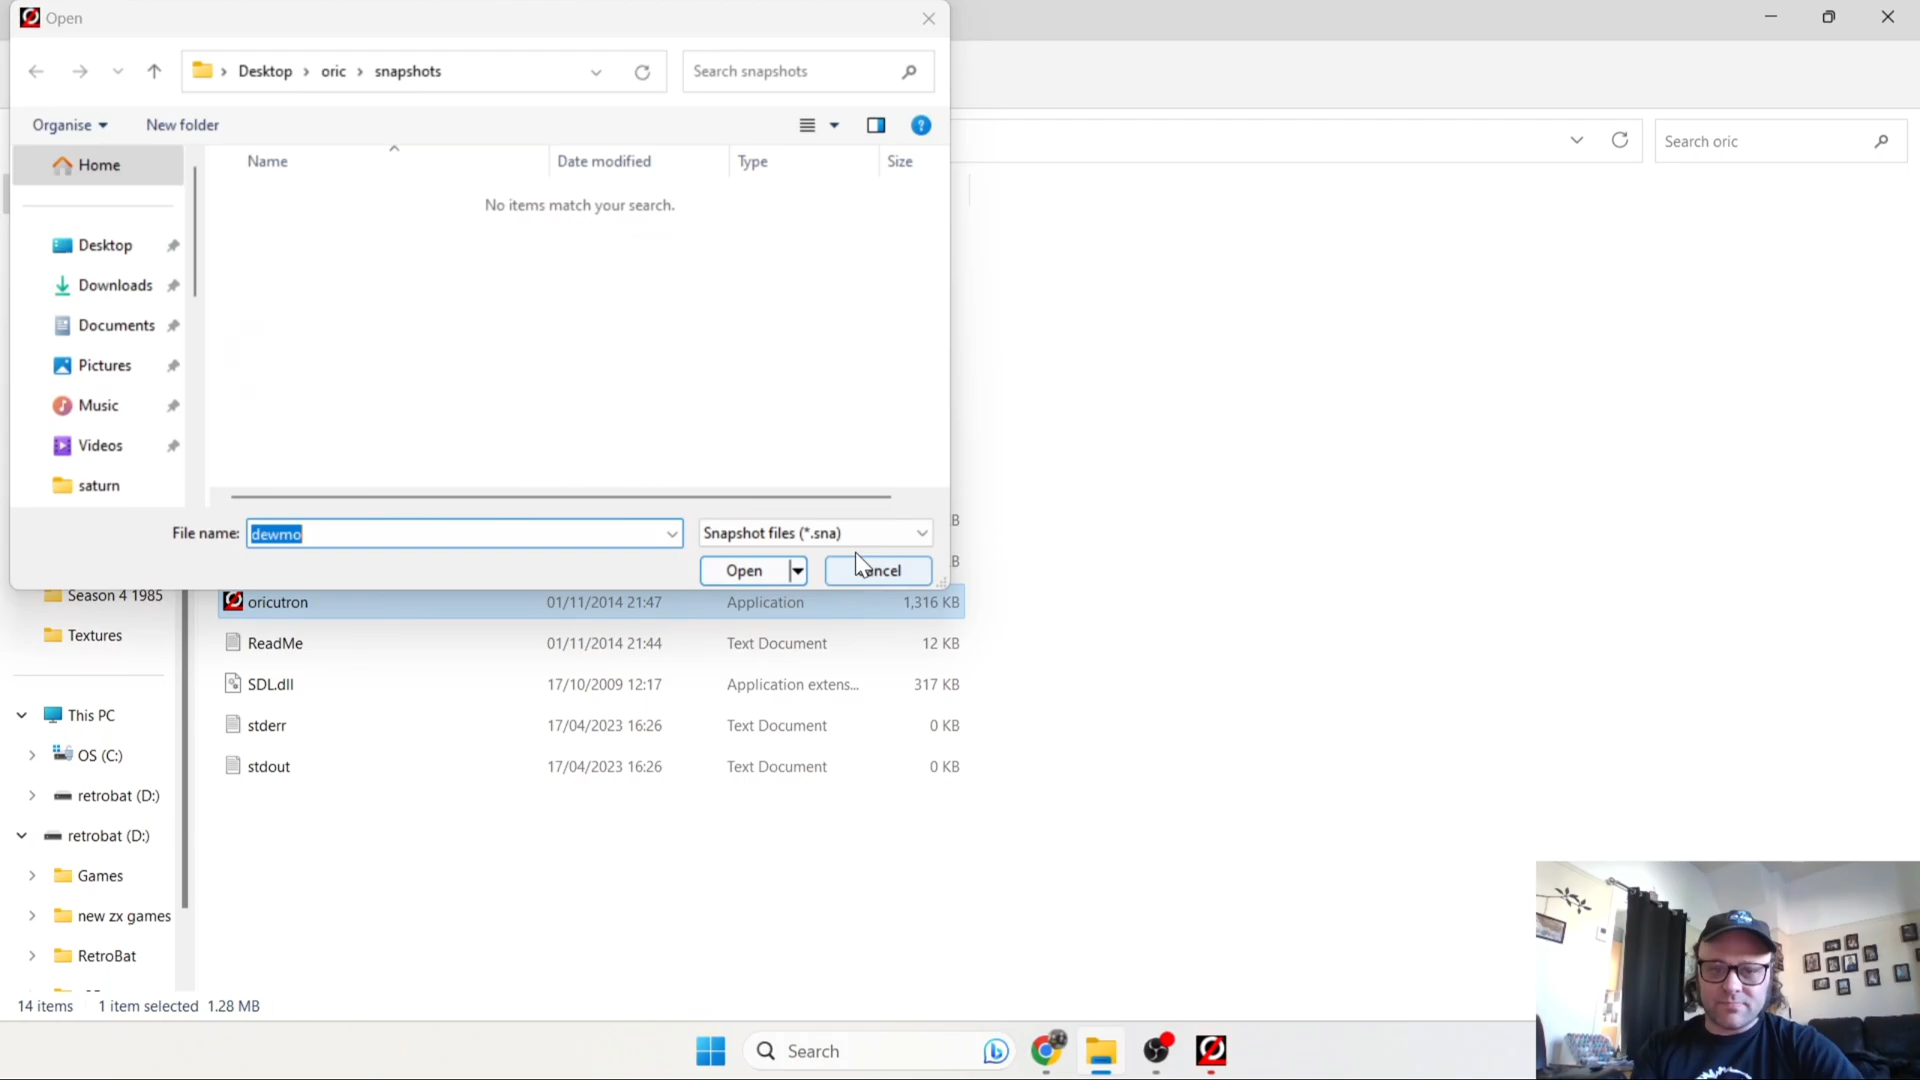 Open
Desktop > oric > snapshots
Search snapshots
Organise
New folder
?
Home
Name
Date modified
Type
Size
No items match your search.
Desktop
Downloads
Documents
Pictures
Music
Videos
saturn
File name:
dewmo
Snapshot files (*.sna)
Open
Search oric
Season 4 1985
Textures
This PC
OS (C:)
retrobat (D:)
retrobat (D:)
Games
new zx games
RetroBat
B
B
oricutron 01/11/2014 21:47 Application 1,316 KB
ReadMe 01/11/2014 21:44 Text Document 12 KB
SDL.dll 17/10/2009 12:17 Application extens... 317 KB
stderr 17/04/2023 16:26 Text Document 0 KB
stdout 17/04/2023 16:26 Text Document 0 KB
14 items 1 item selected 1.28 MB
Search